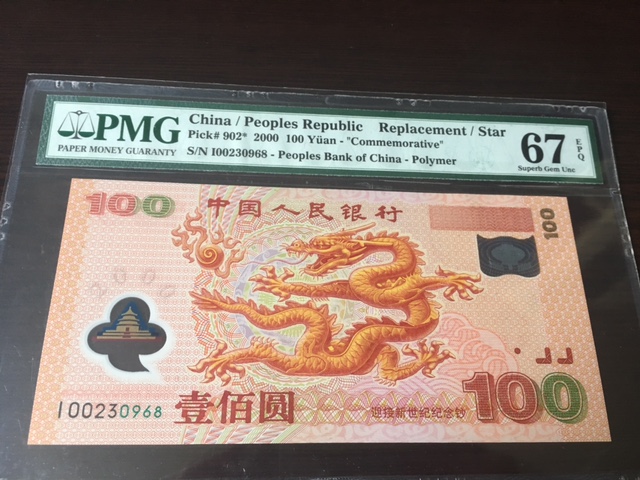 PMG
PAPER MONEY GUARANTY
China / Peoples Republic Replacement / Star
Pick# 902* 2000 100 Yüan - "Commemorative"
S/N I00230968 - Peoples Bank of China - Polymer
67 EPQ
Superb Gem Unc
100
中国人民银行
100
2000
I00230968
壹佰圆
迎接新世纪纪念钞
100